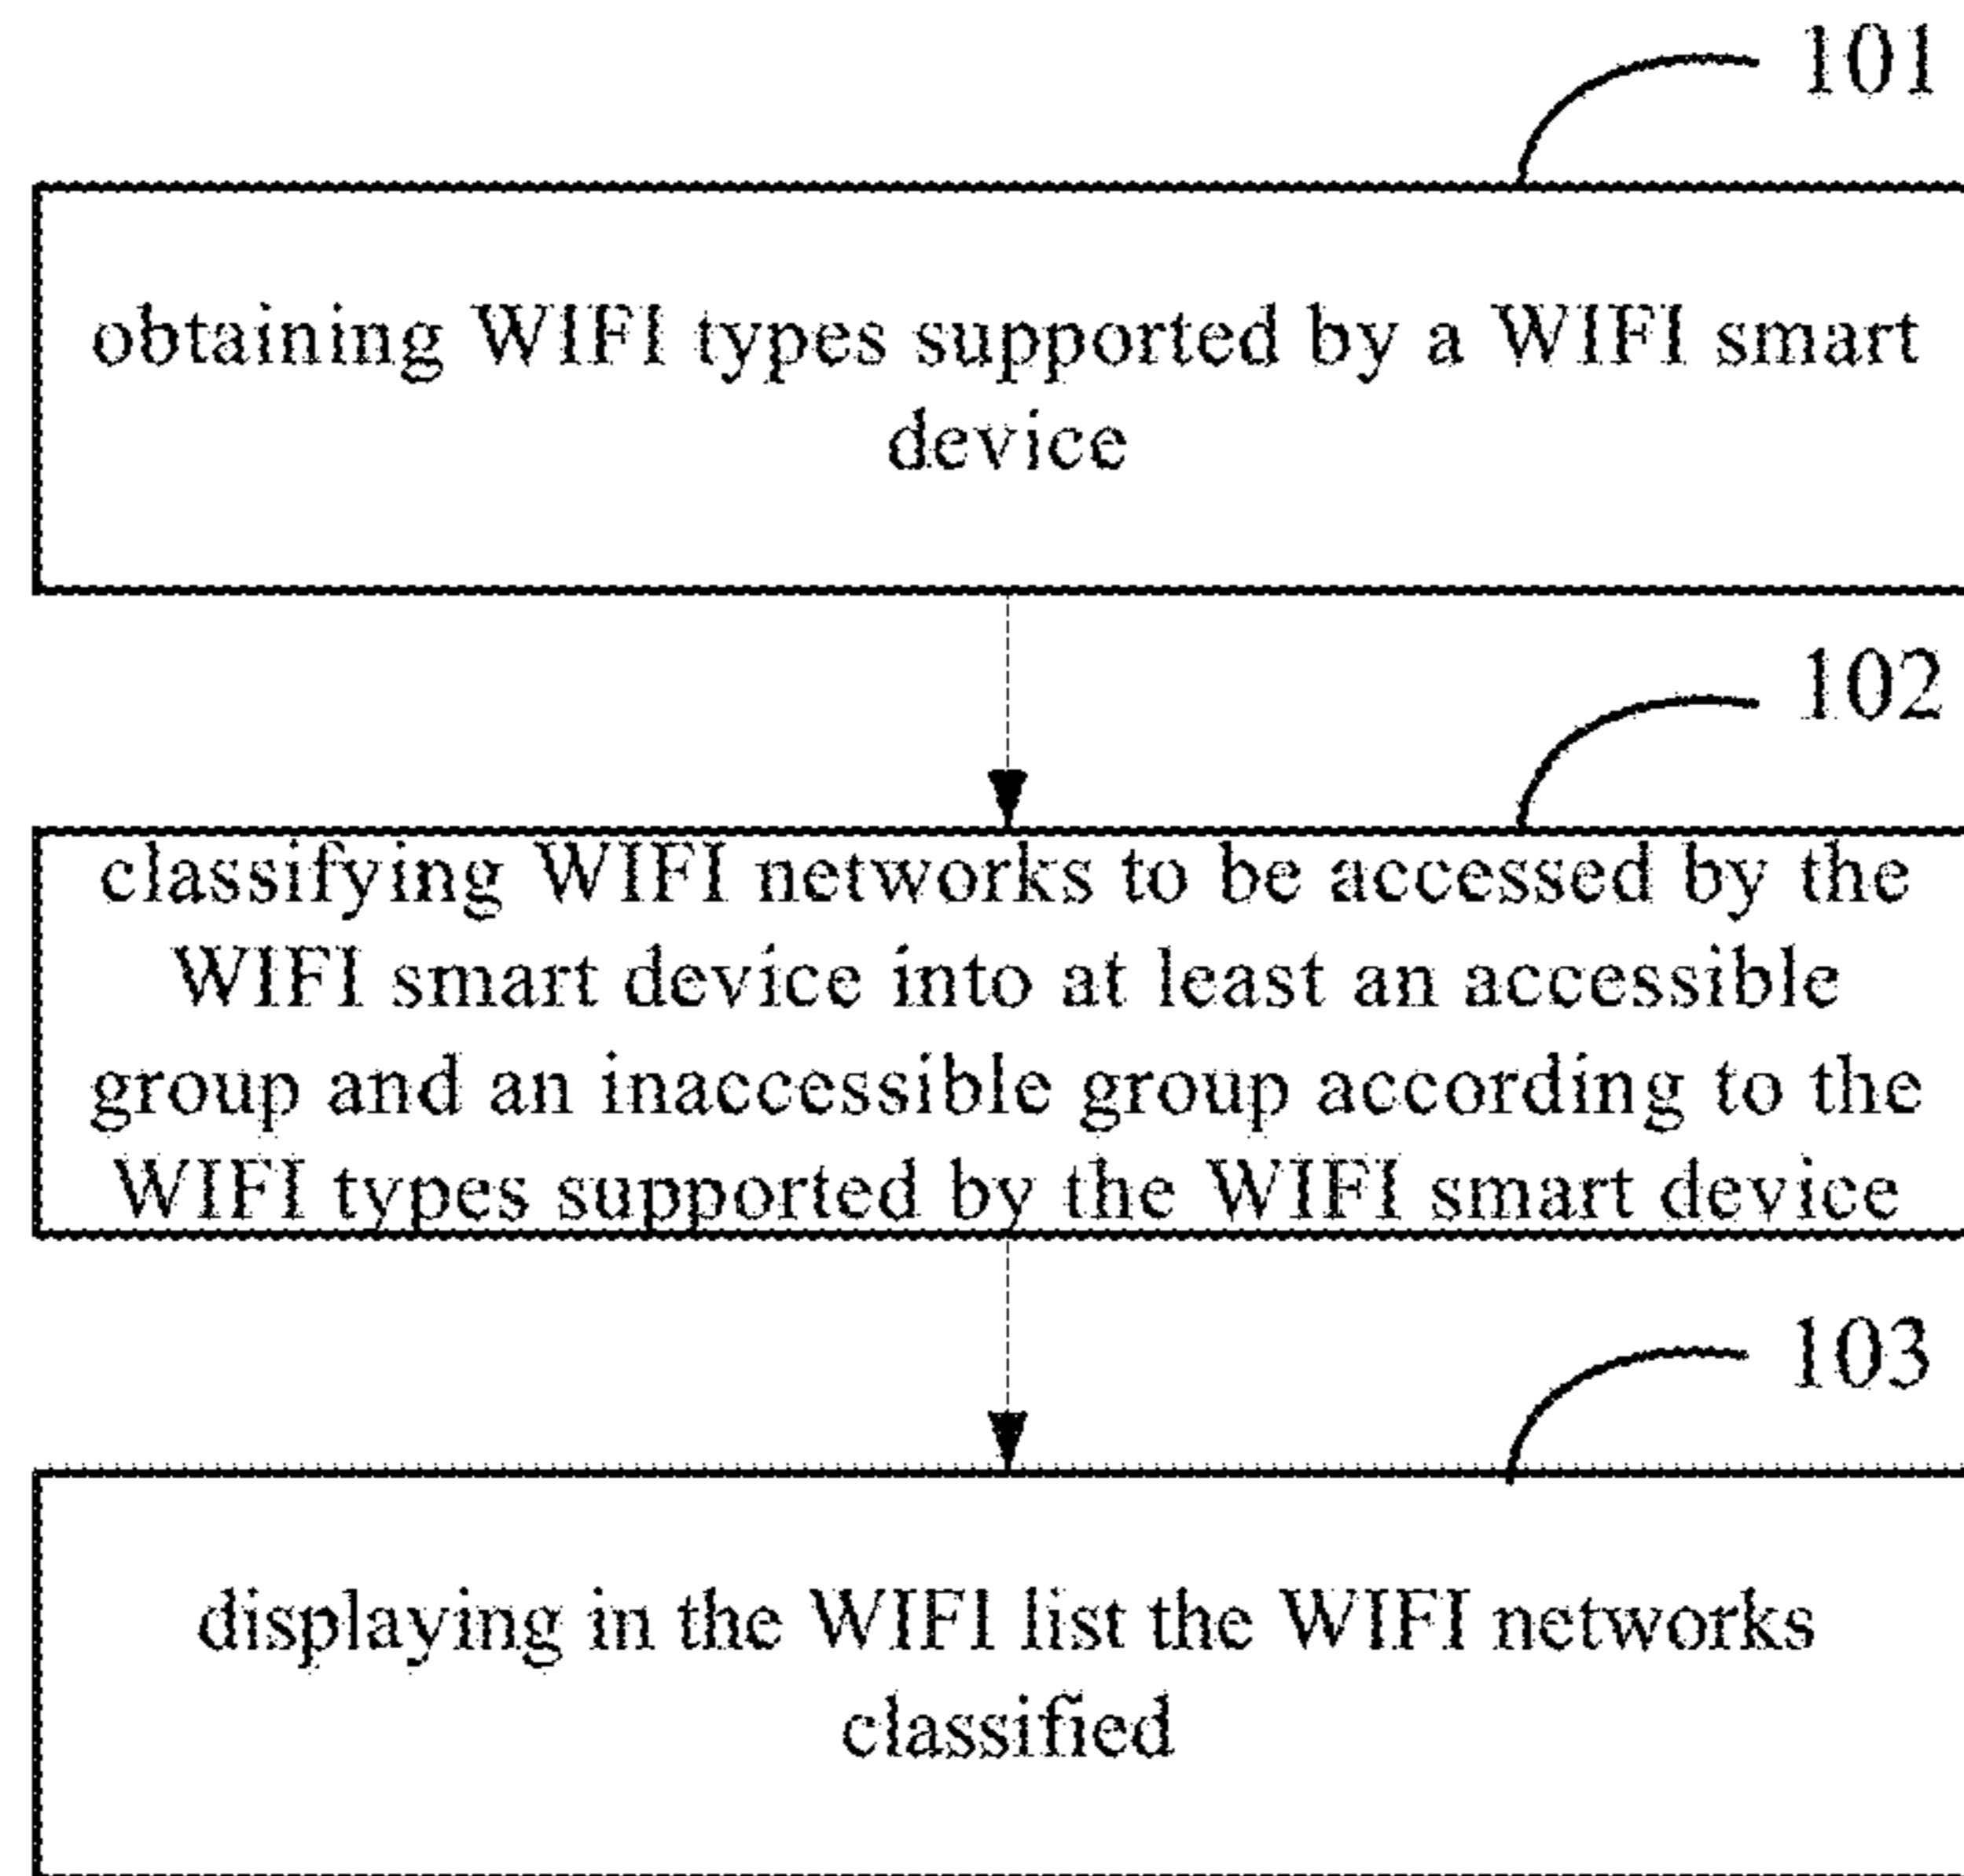 101
obtaining WIFI types supported by a WIFI smart
device
102
classifying WIFI networks to be accessed by the
WIFI smart device into at least an accessible
group and an inaccessible group according to the
WIFI types supported by the WIFI smart device
103
displaying in the WIFI list the WIFI networks
classified